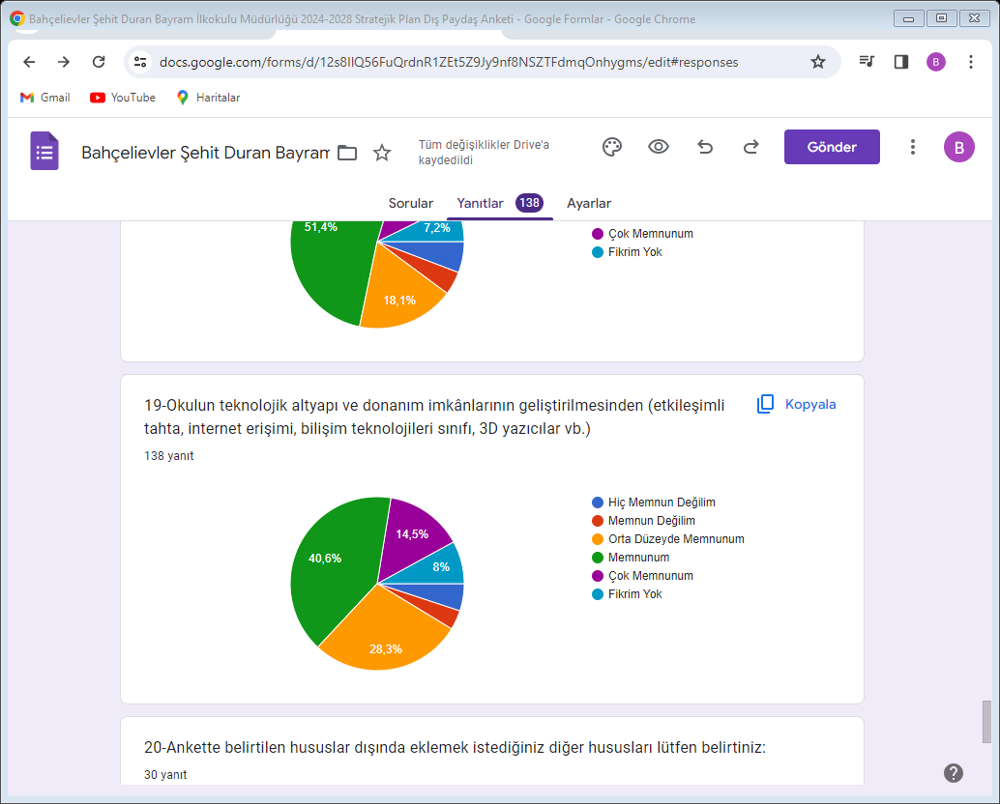 Bahçelievler Şehit Duran Bayram İlkokulu Müdürlüğü 2024-2028 Stratejik Plan Dış Paydaş Anketi - Google Formlar - Google Chrome
docs.google.com/forms/d/12s8IlQ56FuQrdnR1ZEt5Z9Jy9nf8NSZTFdmqOnhygms/edit#responses
B
Gmail
YouTube
Haritalar
Bahçelievler Şehit Duran Bayram
Tüm değişiklikler Drive'a
kaydedildi
Gönder
B
Sorular
Yanıtlar 138
Ayarlar
51,4%
7,2%
18,1%
Çok Memnunum
Fikrim Yok
19-Okulun teknolojik altyapı ve donanım imkânlarının geliştirilmesinden (etkileşimli
tahta, internet erişimi, bilişim teknolojileri sınıfı, 3D yazıcılar vb.)
Kopyala
138 yanıt
14,5%
40,6%
8%
28,3%
Hiç Memnun Değilim
Memnun Değilim
Orta Düzeyde Memnunum
Memnunum
Çok Memnunum
Fikrim Yok
20-Ankette belirtilen hususlar dışında eklemek istediğiniz diğer hususları lütfen belirtiniz:
30 yanıt